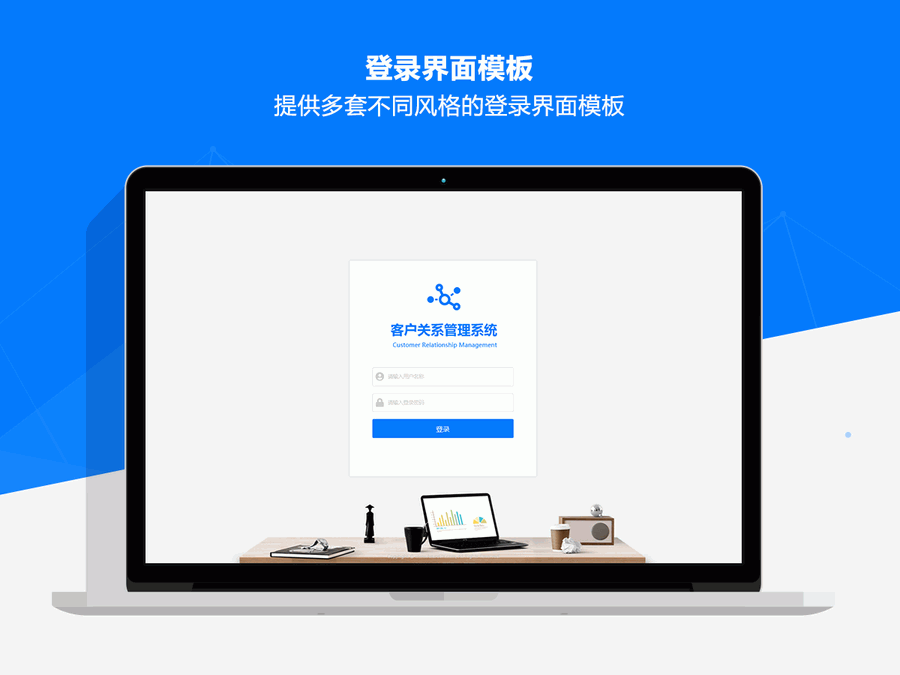 登录界面模板
提供多套不同风格的登录界面模板
客户关系管理系统
Customer Relationship Management
请输入用户名称
请输入登录密码
登录